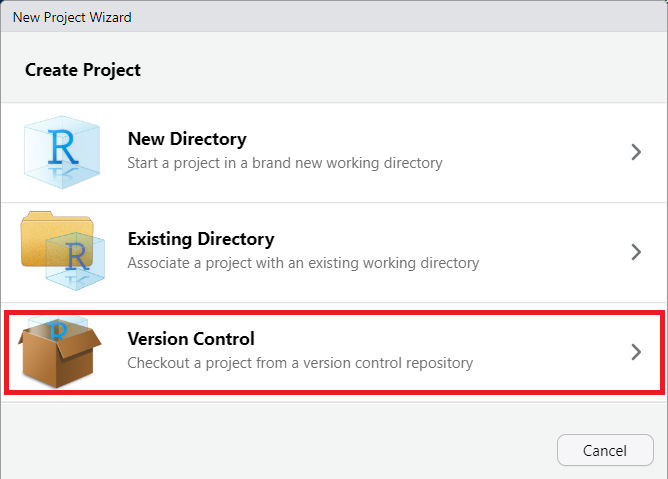 New Project Wizard
Create Project
R
New Directory
Start a project in a brand new working directory
R
Existing Directory
Associate a project with an existing working directory
R
Version Control
Checkout a project from a version control repository
Cancel